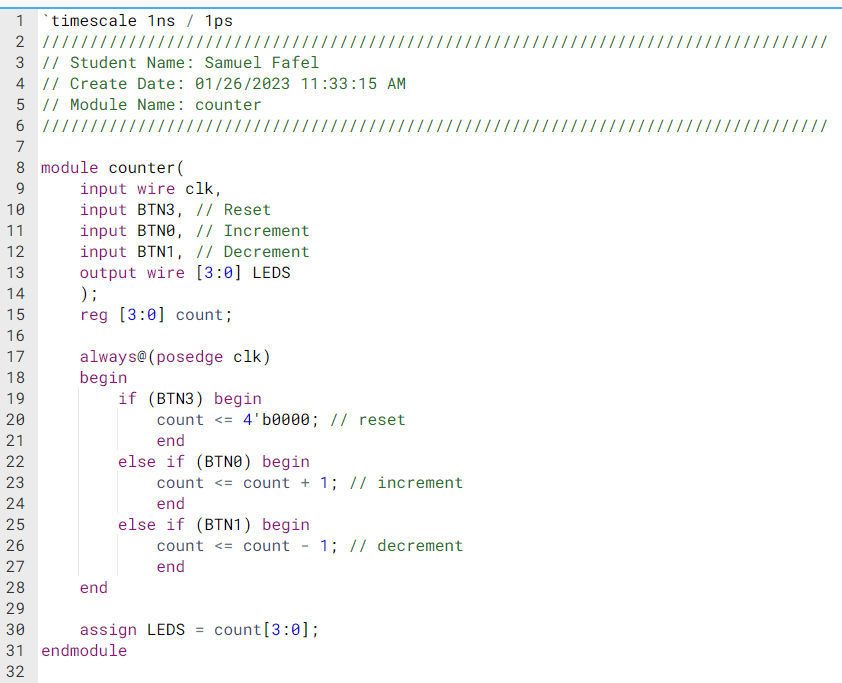 1 `timescale 1ns / 1ps
2 //////////////////////////////////////////////////////////////////////////////////
3 // Student Name: Samuel Fafel
4 // Create Date: 01/26/2023 11:33:15 AM
5 // Module Name: counter
6 //////////////////////////////////////////////////////////////////////////////////
7
8 module counter(
9     input wire clk,
10     input BTN3, // Reset
11     input BTN0, // Increment
12     input BTN1, // Decrement
13     output wire [3:0] LEDS
14     );
15     reg [3:0] count;
16
17     always@(posedge clk)
18     begin
19         if (BTN3) begin
20             count <= 4'b0000; // reset
21             end
22         else if (BTN0) begin
23             count <= count + 1; // increment
24             end
25         else if (BTN1) begin
26             count <= count - 1; // decrement
27             end
28     end
29
30     assign LEDS = count[3:0];
31 endmodule
32